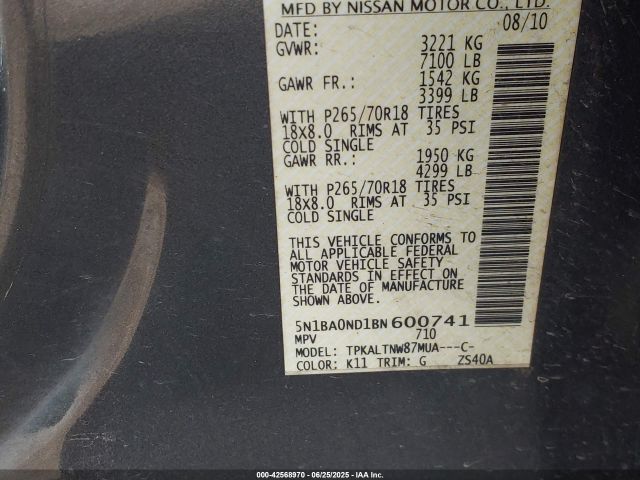 MFD BY NISSAN MOTOR CO., LTD.
DATE: 08/10
GVWR: 3221 KG
7100 LB
GAWR FR.: 1542 KG
3399 LB
WITH P265/70R18 TIRES
18x8.0 RIMS AT 35 PSI
COLD SINGLE
GAWR RR.: 1950 KG
4299 LB
WITH P265/70R18 TIRES
18x8.0 RIMS AT 35 PSI
COLD SINGLE
THIS VEHICLE CONFORMS TO
ALL APPLICABLE FEDERAL
MOTOR VEHICLE SAFETY
STANDARDS IN EFFECT ON
THE DATE OF MANUFACTURE
SHOWN ABOVE.
5N1BA0ND1BN 600741
MPV 710
MODEL: TPKALTNW87MUA---C-
COLOR: K11 TRIM: G ZS40A
000-42568970 - 06/25/2025 - IAA Inc.